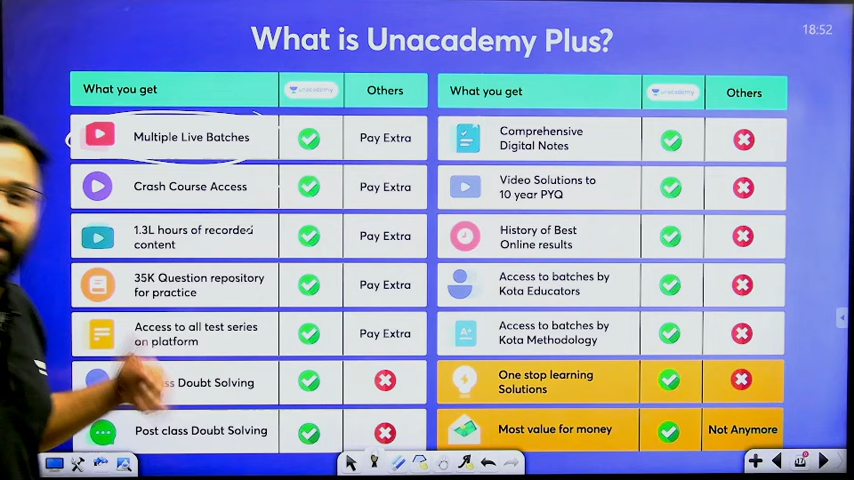 What is Unacademy Plus?
18:52
What you get
unacademy
Others
Multiple Live Batches
Pay Extra
Crash Course Access
Pay Extra
1.3L hours of recorded
content
Pay Extra
35K Question repository
for practice
Pay Extra
Access to all test series
on platform
Pay Extra
ss Doubt Solving
Post class Doubt Solving
What you get
unacademy
Others
Comprehensive
Digital Notes
Video Solutions to
10 year PYQ
History of Best
Online results
Access to batches by
Kota Educators
Access to batches by
Kota Methodology
A+
One stop learning
Solutions
Most value for money
Not Anymore